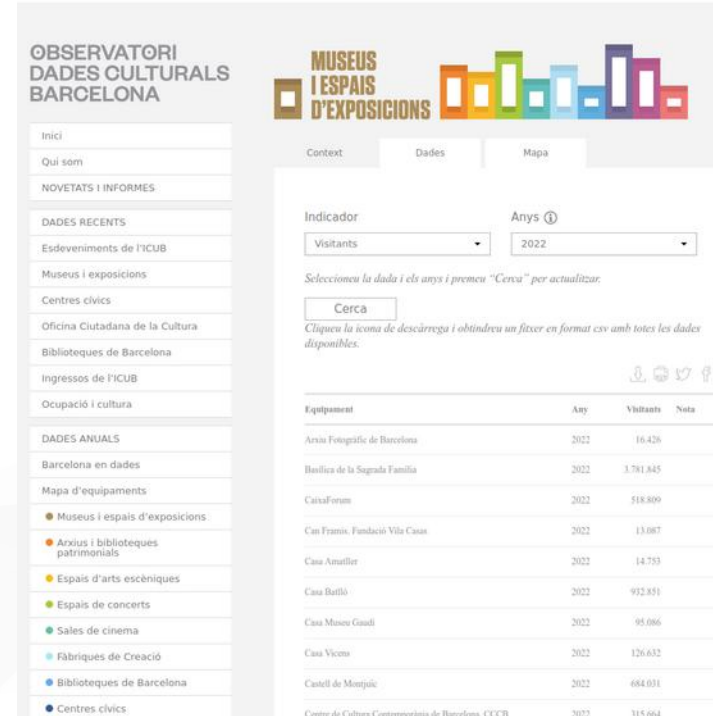 OBSERVATORI
DADES CULTURALS
BARCELONA
Inici
Qui som
NOVETATS I INFORMES
DADES RECENTS
Esdeveniments de l'ICUB
Museus i exposicions
Centres cívics
Oficina Ciutadana de la Cultura
Biblioteques de Barcelona
Ingressos de l'ICUB
Ocupació i cultura
DADES ANUALS
Barcelona en dades
Mapa d'equipaments
Museus i espais d'exposicions
Arxius i biblioteques
patrimonials
Espais d'arts escèniques
Espais de concerts
Sales de cinema
Fàbriques de Creació
Biblioteques de Barcelona
Centres cívics
MUSEUS
I ESPAIS
D'EXPOSICIONS
Context Dades Mapa
Indicador Anys
Visitants 2022
Seleccioneu la dada i els anys i premeu "Cerca" per actualitzar.
Cerca
Cliqueu la icona de descàrrega i obtindreu un fitxer en format csv amb totes les dades
disponibles.
Equipament Any Visitants Nota
Arxiu Fotogràfic de Barcelona 2022 16.426
Basílica de la Sagrada Família 2022 3.781.845
CaixaForum 2022 518.809
Can Framis. Fundació Vila Casas 2022 13.087
Casa Amatller 2022 14.753
Casa Batlló 2022 932.851
Casa Museu Gaudí 2022 95.086
Casa Vicens 2022 126.632
Castell de Montjuïc 2022 684.031
Centre de Cultura Contemporània de Barcelona. CCCB 2022 315.664